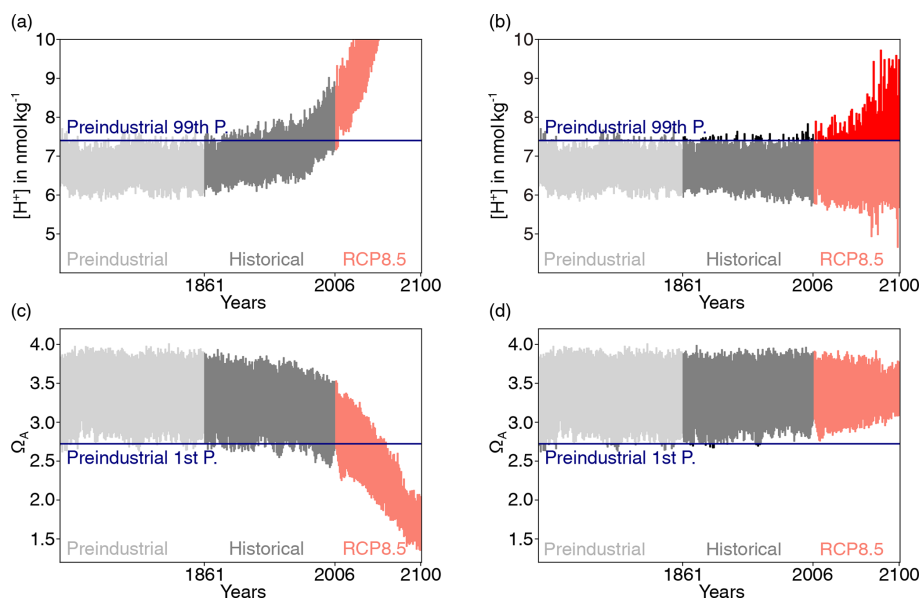 (a)
[H⁺] in nmol kg⁻¹
10
9
8
7
6
5
Preindustrial 99th P.
Preindustrial
Historical
RCP8.5
1861
2006
2100
Years
(b)
[H⁺] in nmol kg⁻¹
10
9
8
7
6
5
Preindustrial 99th P.
Preindustrial
Historical
RCP8.5
1861
2006
2100
Years
(c)
Ω_A
4.0
3.5
3.0
2.5
2.0
1.5
Preindustrial 1st P.
Preindustrial
Historical
RCP8.5
1861
2006
2100
Years
(d)
Ω_A
4.0
3.5
3.0
2.5
2.0
1.5
Preindustrial 1st P.
Preindustrial
Historical
RCP8.5
1861
2006
2100
Years